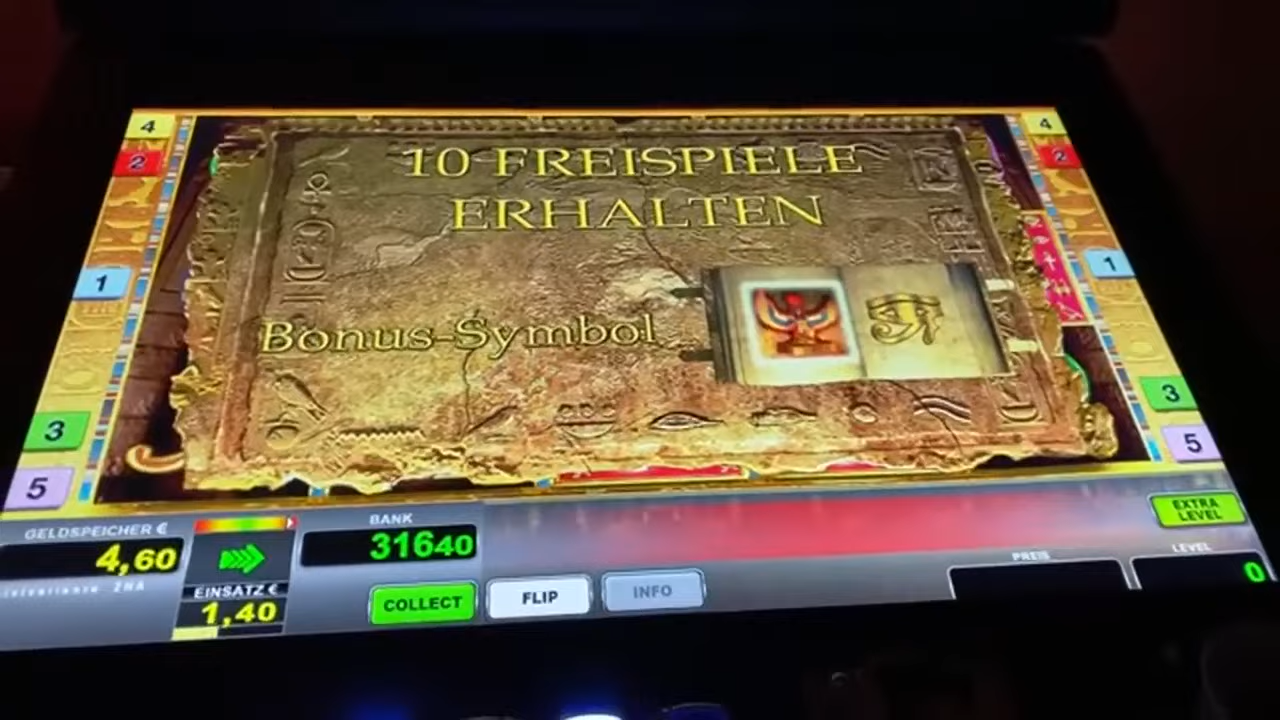 10 FREISPIELE
ERHALTEN
Bonus-Symbol
4
2
1
3
5
4
2
1
3
5
GELDSPEICHER €
4,60
EINSATZ €
1,40
BANK
31640
COLLECT
FLIP
INFO
EXTRA
LEVEL
PREIS
LEVEL
0